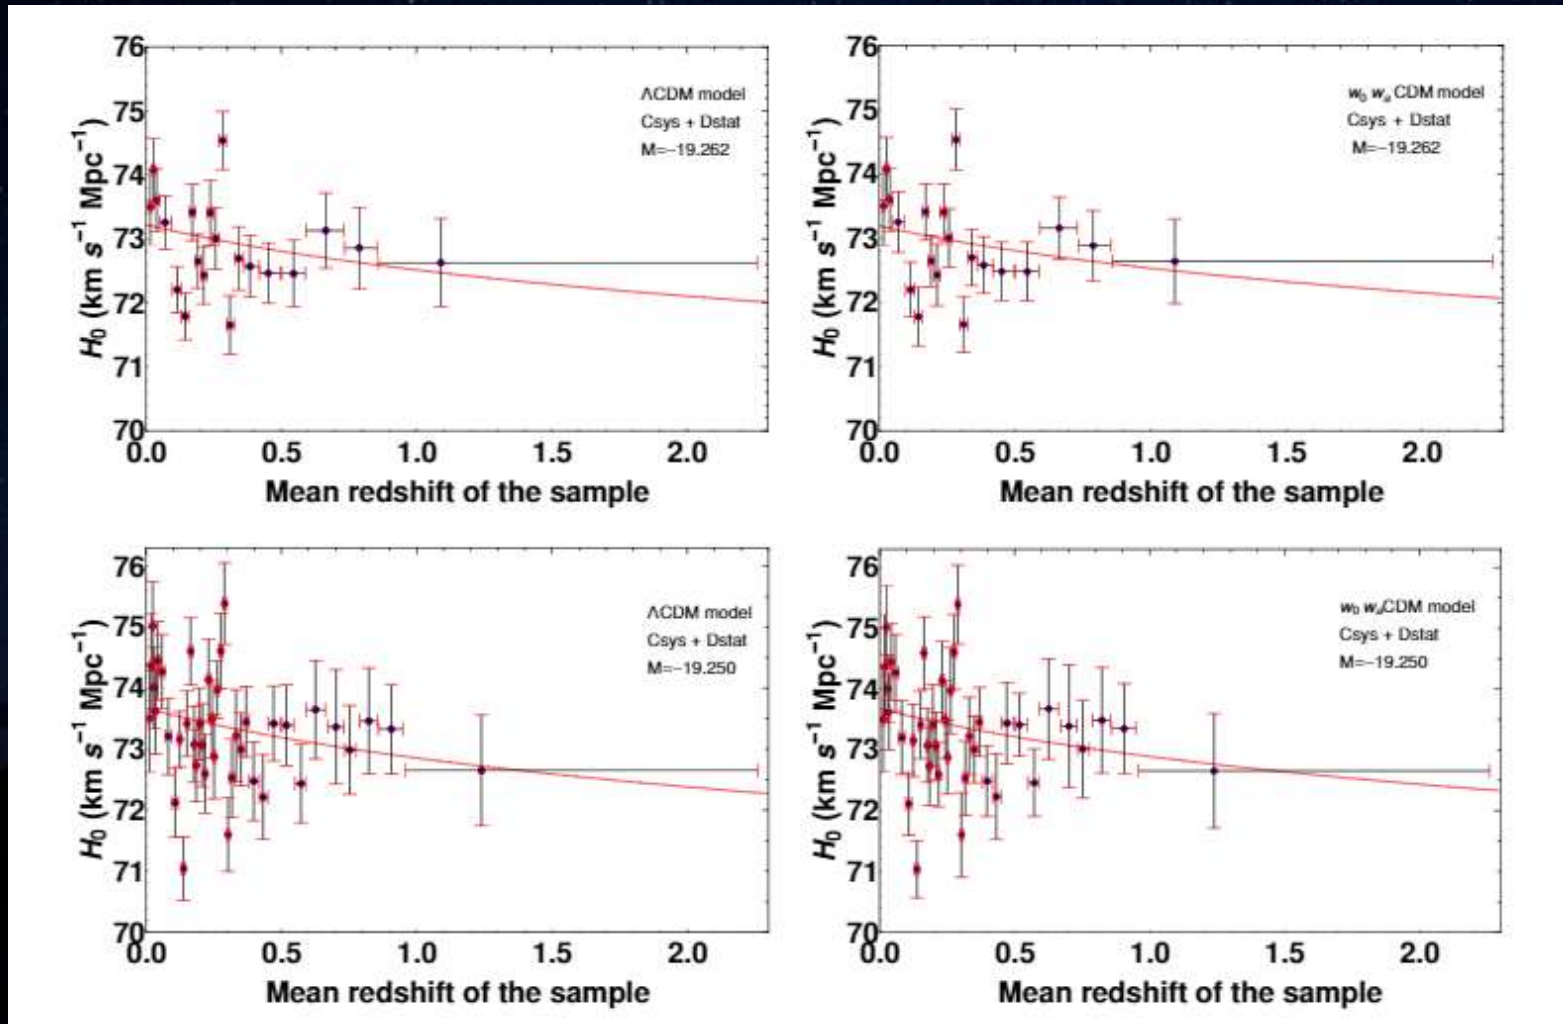 76
75
74
73
72
71
70
H₀ (km s⁻¹ Mpc⁻¹)
ΛCDM model
Csys + Dstat
M=−19.262
0.0 0.5 1.0 1.5 2.0
Mean redshift of the sample
76
75
74
73
72
71
70
H₀ (km s⁻¹ Mpc⁻¹)
w₀ wₐ CDM model
Csys + Dstat
M=−19.262
0.0 0.5 1.0 1.5 2.0
Mean redshift of the sample
76
75
74
73
72
71
70
H₀ (km s⁻¹ Mpc⁻¹)
ΛCDM model
Csys + Dstat
M=−19.250
0.0 0.5 1.0 1.5 2.0
Mean redshift of the sample
76
75
74
73
72
71
70
H₀ (km s⁻¹ Mpc⁻¹)
w₀ wₐCDM model
Csys + Dstat
M=−19.250
0.0 0.5 1.0 1.5 2.0
Mean redshift of the sample